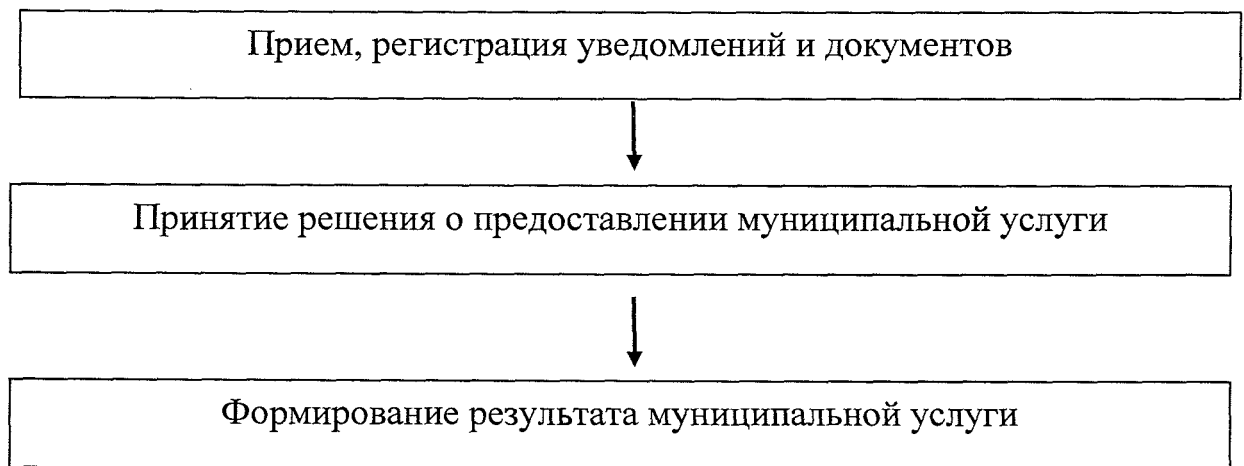 Прием, регистрация уведомлений и документов
Принятие решения о предоставлении муниципальной услуги
Формирование результата муниципальной услуги